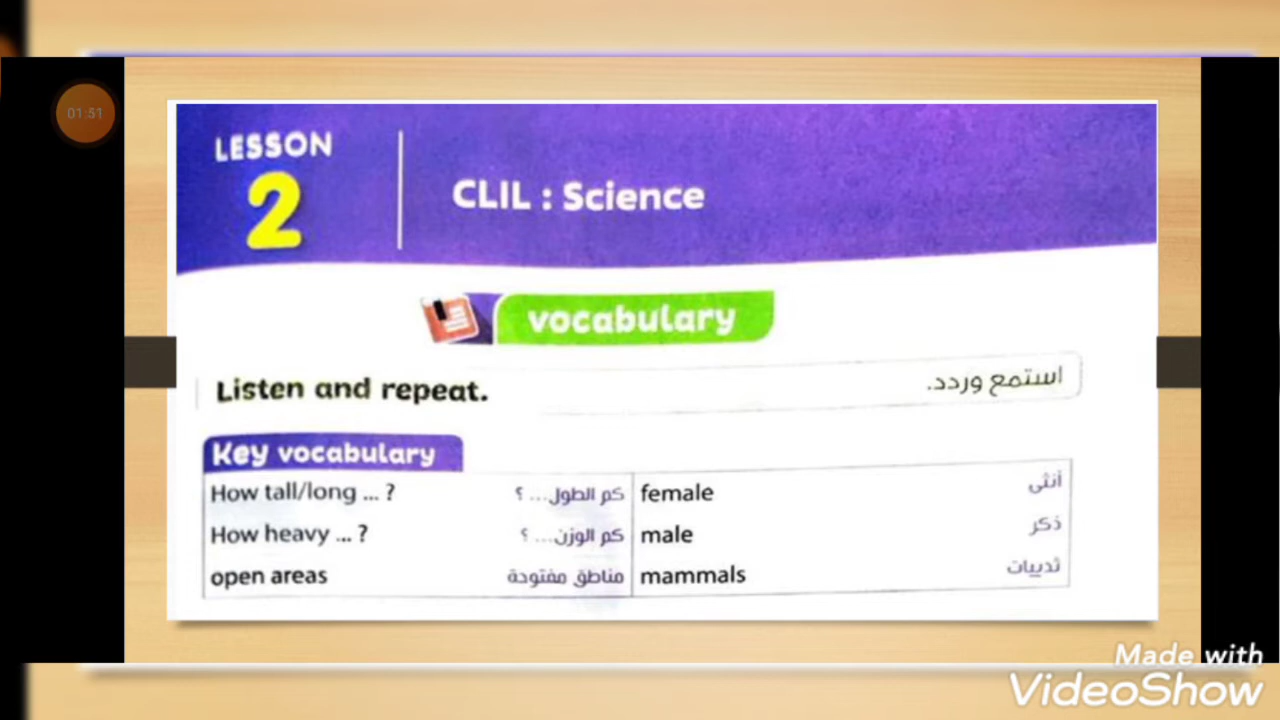 01:51
LESSON
2
CLIL : Science
vocabulary
Listen and repeat. استمع وردد.
Key vocabulary
How tall/long ... ? كم الطول... ؟ female أنثى
How heavy ... ? كم الوزن... ؟ male ذكر
open areas مناطق مفتوحة mammals ثدييات
Made with
VideoShow